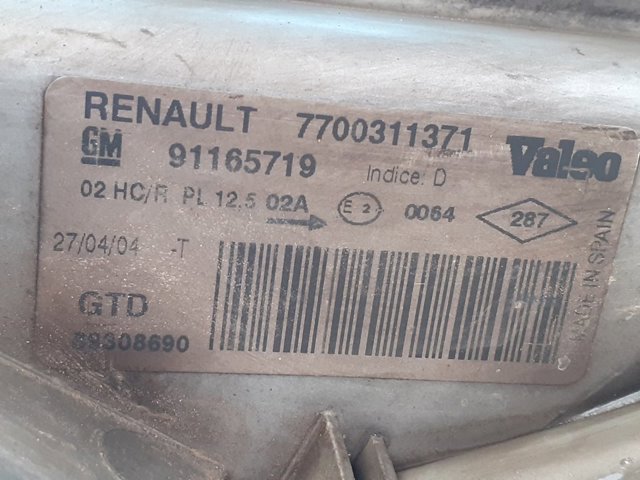 RENAULT 7700311371 Valeo
GM 91165719 Indice: D
02 HC/R PL 12.5 02A E 2 0064 287
27/04/04 -T
GTD
89308690
MADE IN SPAIN